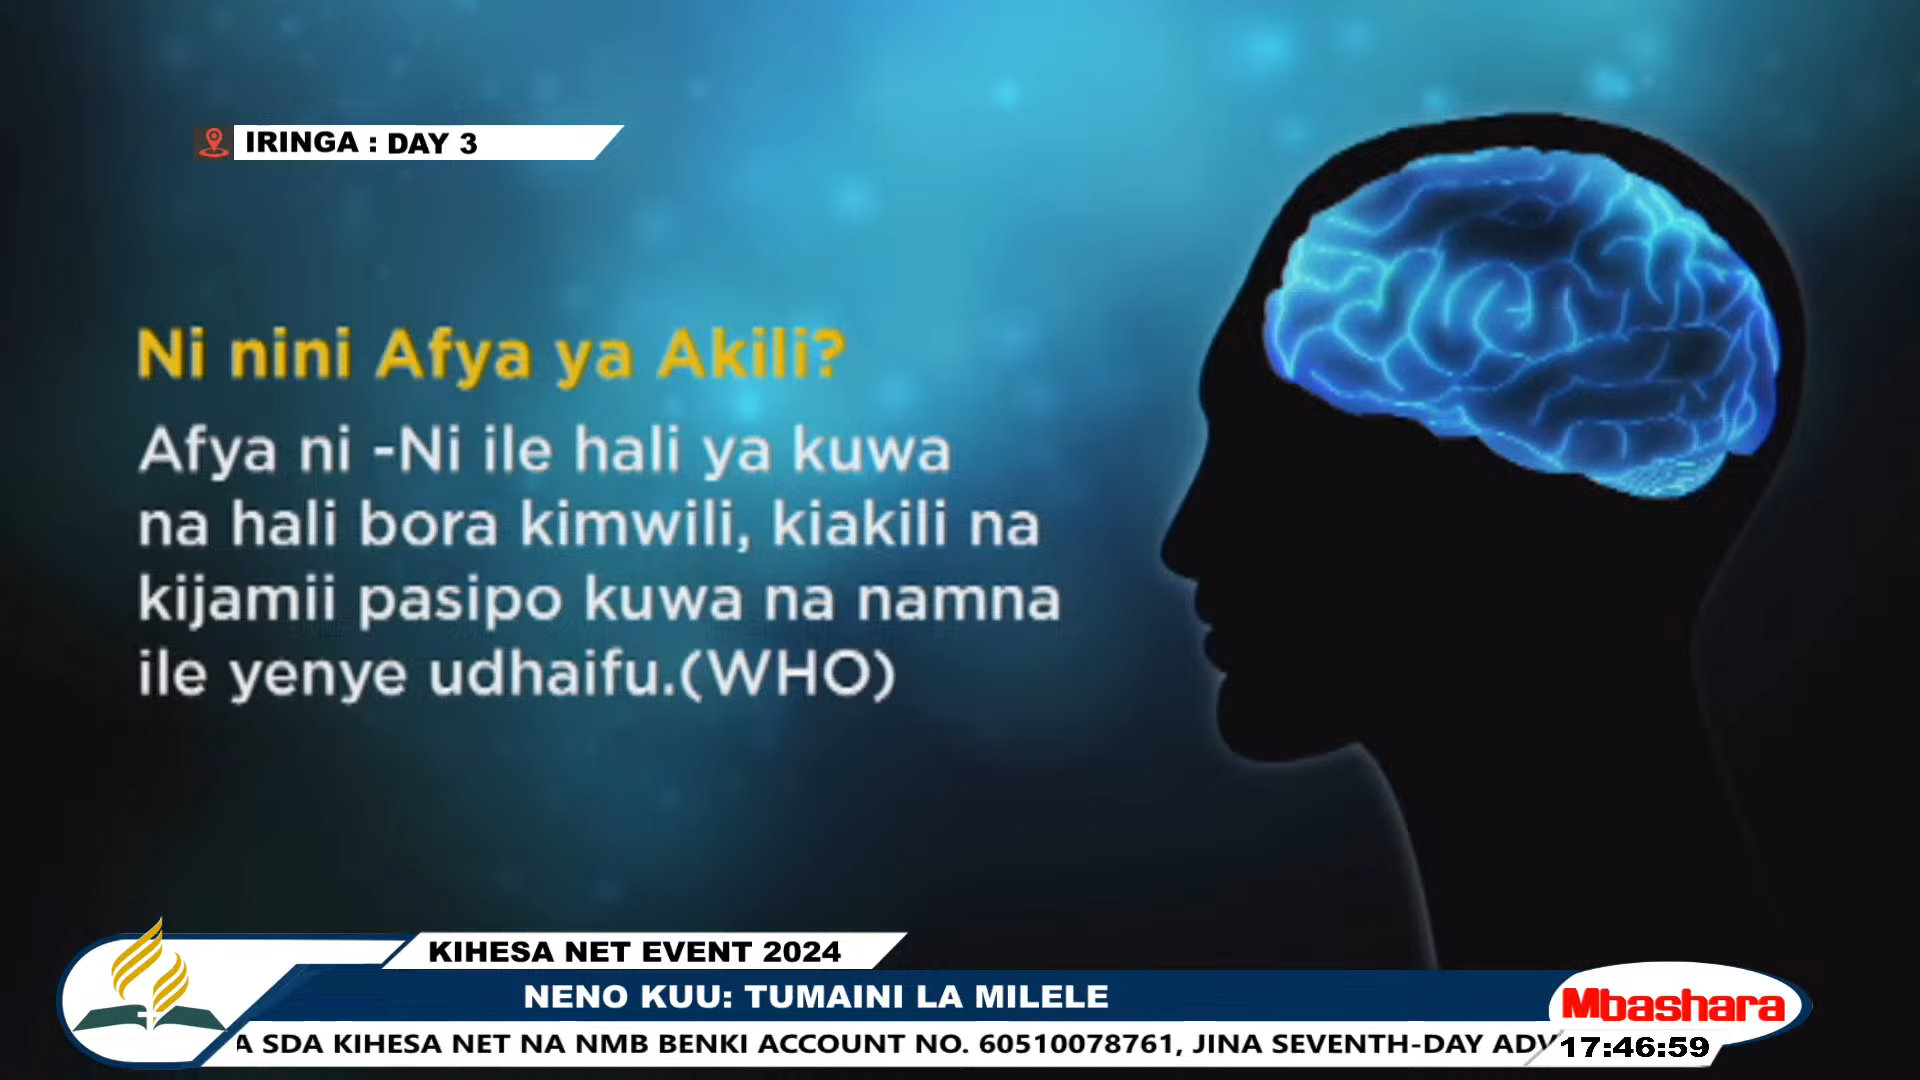 IRINGA : DAY 3
Ni nini Afya ya Akili?
Afya ni -Ni ile hali ya kuwa
na hali bora kimwili, kiakili na
kijamii pasipo kuwa na namna
ile yenye udhaifu.(WHO)
KIHESA NET EVENT 2024
NENO KUU: TUMAINI LA MILELE
A SDA KIHESA NET NA NMB BENKI ACCOUNT NO. 60510078761, JINA SEVENTH-DAY ADV
Mbashara
17:46:59